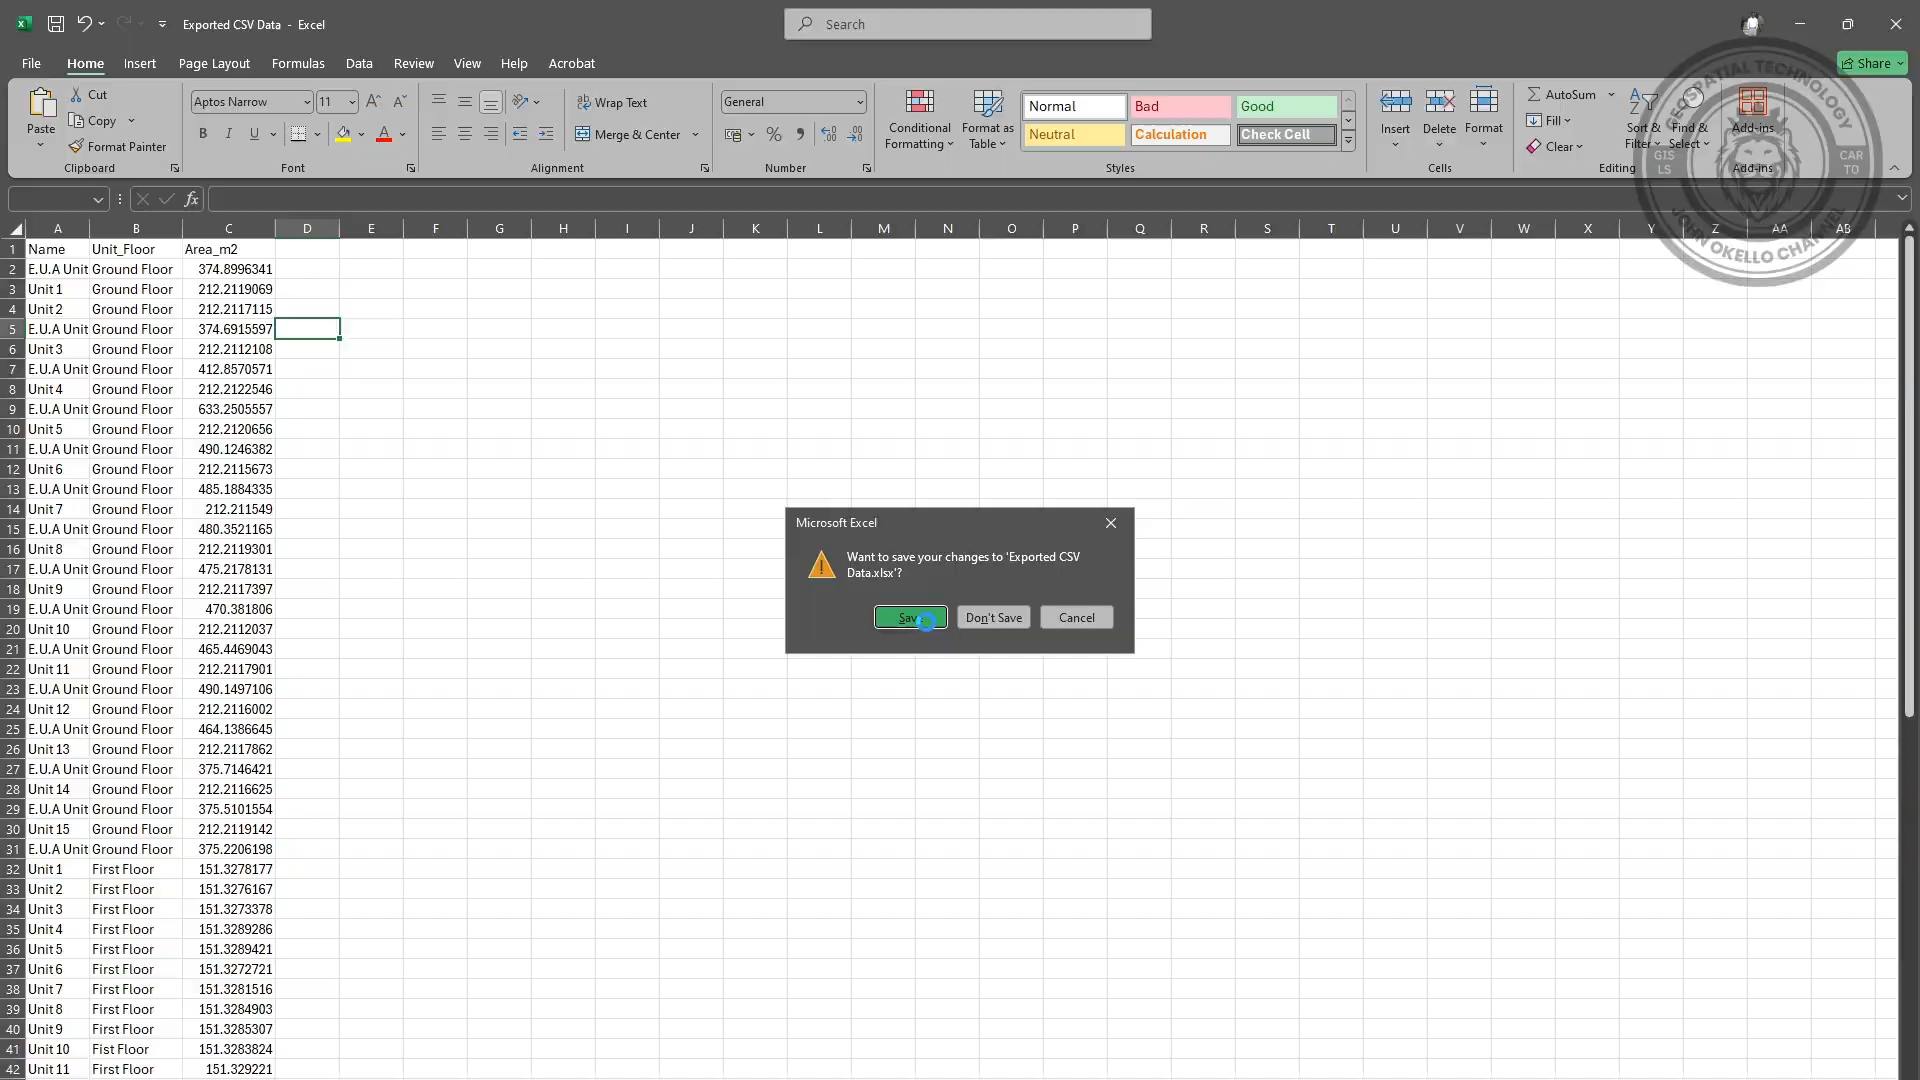 Exported CSV Data - Excel
Search
File Home Insert Page Layout Formulas Data Review View Help Acrobat
Share
Paste
Cut
Copy
Format Painter
Clipboard
Aptos Narrow 11
B I U
Font
Wrap Text
Merge & Center
Alignment
General
Number
Conditional Formatting
Format as Table
Normal Bad Good
Neutral Calculation Check Cell
Styles
Insert Delete Format
Cells
AutoSum
Fill
Clear
Sort & Filter
Find & Select
Editing
Add-ins
Add-ins
GEOSPATIAL TECHNOLOGY
GIS LS
CAR TO
JOHN OKELLO CHANNEL
fx
A B C D E F G H I J K L M N O P Q R S T U V W X Y Z AA AB
1 Name Unit_Floor Area_m2
2 E.U.A Unit Ground Floor 374.8996341
3 Unit 1 Ground Floor 212.2119069
4 Unit 2 Ground Floor 212.2117115
5 E.U.A Unit Ground Floor 374.6915597
6 Unit 3 Ground Floor 212.2112108
7 E.U.A Unit Ground Floor 412.8570571
8 Unit 4 Ground Floor 212.2122546
9 E.U.A Unit Ground Floor 633.2505557
10 Unit 5 Ground Floor 212.2120656
11 E.U.A Unit Ground Floor 490.1246382
12 Unit 6 Ground Floor 212.2115673
13 E.U.A Unit Ground Floor 485.1884335
14 Unit 7 Ground Floor 212.211549
15 E.U.A Unit Ground Floor 480.3521165
16 Unit 8 Ground Floor 212.2119301
17 E.U.A Unit Ground Floor 475.2178131
18 Unit 9 Ground Floor 212.2117397
19 E.U.A Unit Ground Floor 470.381806
20 Unit 10 Ground Floor 212.2112037
21 E.U.A Unit Ground Floor 465.4469043
22 Unit 11 Ground Floor 212.2117901
23 E.U.A Unit Ground Floor 490.1497106
24 Unit 12 Ground Floor 212.2116002
25 E.U.A Unit Ground Floor 464.1386645
26 Unit 13 Ground Floor 212.2117862
27 E.U.A Unit Ground Floor 375.7146421
28 Unit 14 Ground Floor 212.2116625
29 E.U.A Unit Ground Floor 375.5101554
30 Unit 15 Ground Floor 212.2119142
31 E.U.A Unit Ground Floor 375.2206198
32 Unit 1 First Floor 151.3278177
33 Unit 2 First Floor 151.3276167
34 Unit 3 First Floor 151.3273378
35 Unit 4 First Floor 151.3289286
36 Unit 5 First Floor 151.3289421
37 Unit 6 First Floor 151.3272721
38 Unit 7 First Floor 151.3281516
39 Unit 8 First Floor 151.3284903
40 Unit 9 First Floor 151.3285307
41 Unit 10 Fist Floor 151.3283824
42 Unit 11 First Floor 151.329221
Microsoft Excel
Want to save your changes to 'Exported CSV
Data.xlsx'?
Save Don't Save Cancel